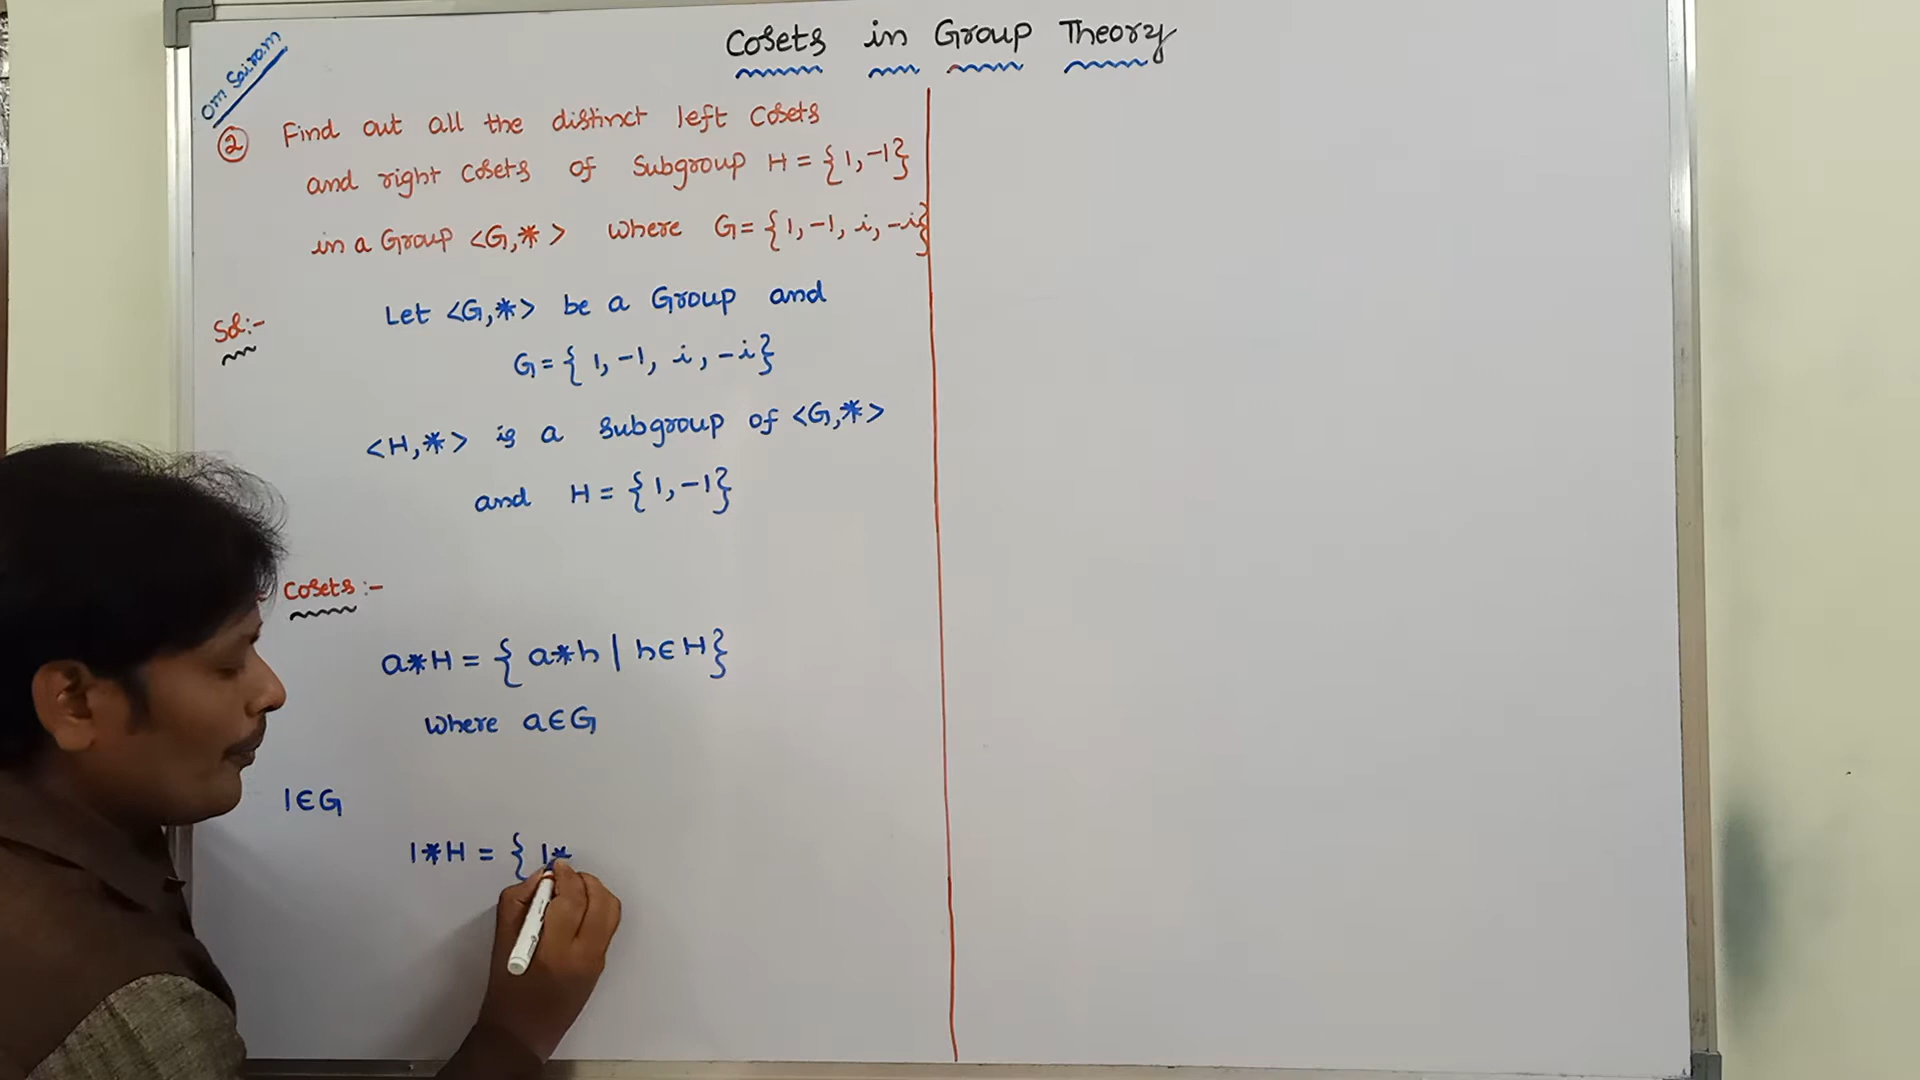 Cosets in Group Theory
Om Sairam
② Find out all the distinct left cosets
and right cosets of subgroup H = {1, -1}
in a Group <G,*> where G = {1, -1, i, -i}
Sol:-
Let <G,*> be a Group and
G = {1, -1, i, -i}
<H,*> is a subgroup of <G,*>
and H = {1, -1}
Cosets :-
a*H = {a*h | h∈H}
where a∈G
1∈G
1*H = {1*